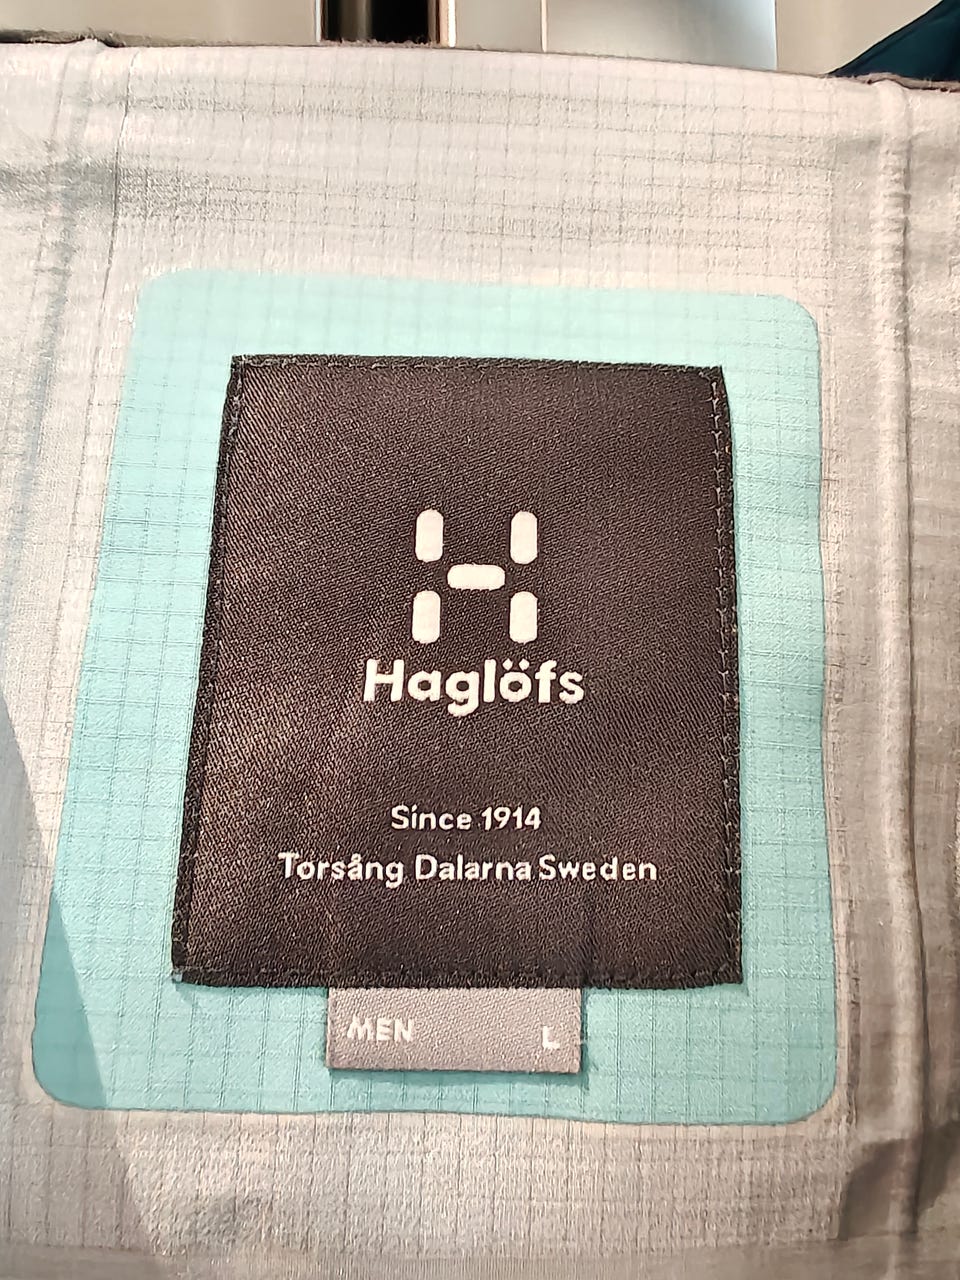 Haglöfs
Since 1914
Torsång Dalarna Sweden
MEN L